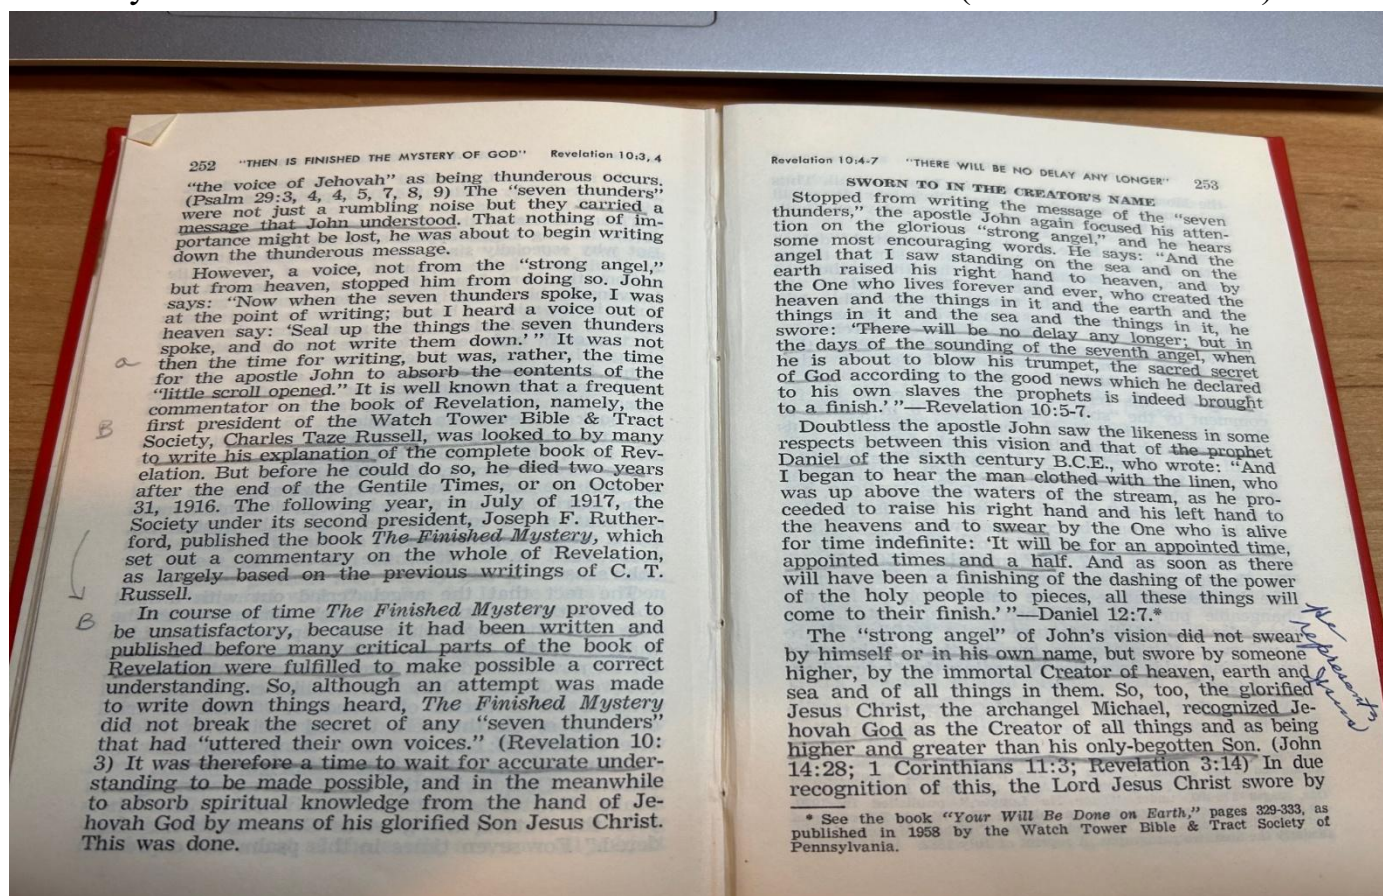 252 "THEN IS FINISHED THE MYSTERY OF GOD" Revelation 10:3, 4
"the voice of Jehovah" as being thunderous occurs.
(Psalm 29:3, 4, 4, 5, 7, 8, 9) The "seven thunders"
were not just a rumbling noise but they carried a
message that John understood. That nothing of im-
portance might be lost, he was about to begin writing
down the thunderous message.
However, a voice, not from the "strong angel,"
but from heaven, stopped him from doing so. John
says: "Now when the seven thunders spoke, I was
at the point of writing; but I heard a voice out of
heaven say: 'Seal up the things the seven thunders
spoke, and do not write them down.'" It was not
a then the time for writing, but was, rather, the time
for the apostle John to absorb the contents of the
"little scroll opened." It is well known that a frequent
commentator on the book of Revelation, namely, the
B first president of the Watch Tower Bible & Tract
Society, Charles Taze Russell, was looked to by many
to write his explanation of the complete book of Rev-
elation. But before he could do so, he died two years
after the end of the Gentile Times, or on October
31, 1916. The following year, in July of 1917, the
Society under its second president, Joseph F. Ruther-
ford, published the book The Finished Mystery, which
set out a commentary on the whole of Revelation,
as largely based on the previous writings of C. T.
Russell.
B In course of time The Finished Mystery proved to
be unsatisfactory, because it had been written and
published before many critical parts of the book of
Revelation were fulfilled to make possible a correct
understanding. So, although an attempt was made
to write down things heard, The Finished Mystery
did not break the secret of any "seven thunders"
that had "uttered their own voices." (Revelation 10:
3) It was therefore a time to wait for accurate under-
standing to be made possible, and in the meanwhile
to absorb spiritual knowledge from the hand of Je-
hovah God by means of his glorified Son Jesus Christ.
This was done.
Revelation 10:4-7 "THERE WILL BE NO DELAY ANY LONGER" 253
SWORN TO IN THE CREATOR'S NAME
Stopped from writing the message of the "seven
thunders," the apostle John again focused his atten-
tion on the glorious "strong angel," and he hears
some most encouraging words. He says: "And the
angel that I saw standing on the sea and on the
earth raised his right hand to heaven, and by
the One who lives forever and ever, who created the
heaven and the things in it and the earth and the
things in it and the sea and the things in it, he
swore: 'There will be no delay any longer; but in
the days of the sounding of the seventh angel, when
he is about to blow his trumpet, the sacred secret
of God according to the good news which he declared
to his own slaves the prophets is indeed brought
to a finish.'"—Revelation 10:5-7.
Doubtless the apostle John saw the likeness in some
respects between this vision and that of the prophet
Daniel of the sixth century B.C.E., who wrote: "And
I began to hear the man clothed with the linen, who
was up above the waters of the stream, as he pro-
ceeded to raise his right hand and his left hand to
the heavens and to swear by the One who is alive
for time indefinite: 'It will be for an appointed time,
appointed times and a half. And as soon as there
will have been a finishing of the dashing of the power
of the holy people to pieces, all these things will
come to their finish.'"—Daniel 12:7.*
The "strong angel" of John's vision did not swear
by himself or in his own name, but swore by someone
higher, by the immortal Creator of heaven, earth and
sea and of all things in them. So, too, the glorified
Jesus Christ, the archangel Michael, recognized Je-
hovah God as the Creator of all things and as being
higher and greater than his only-begotten Son. (John
14:28; 1 Corinthians 11:3; Revelation 3:14) In due
recognition of this, the Lord Jesus Christ swore by
He
represents
* See the book "Your Will Be Done on Earth," pages 329-333, as
published in 1958 by the Watch Tower Bible & Tract Society of
Pennsylvania.